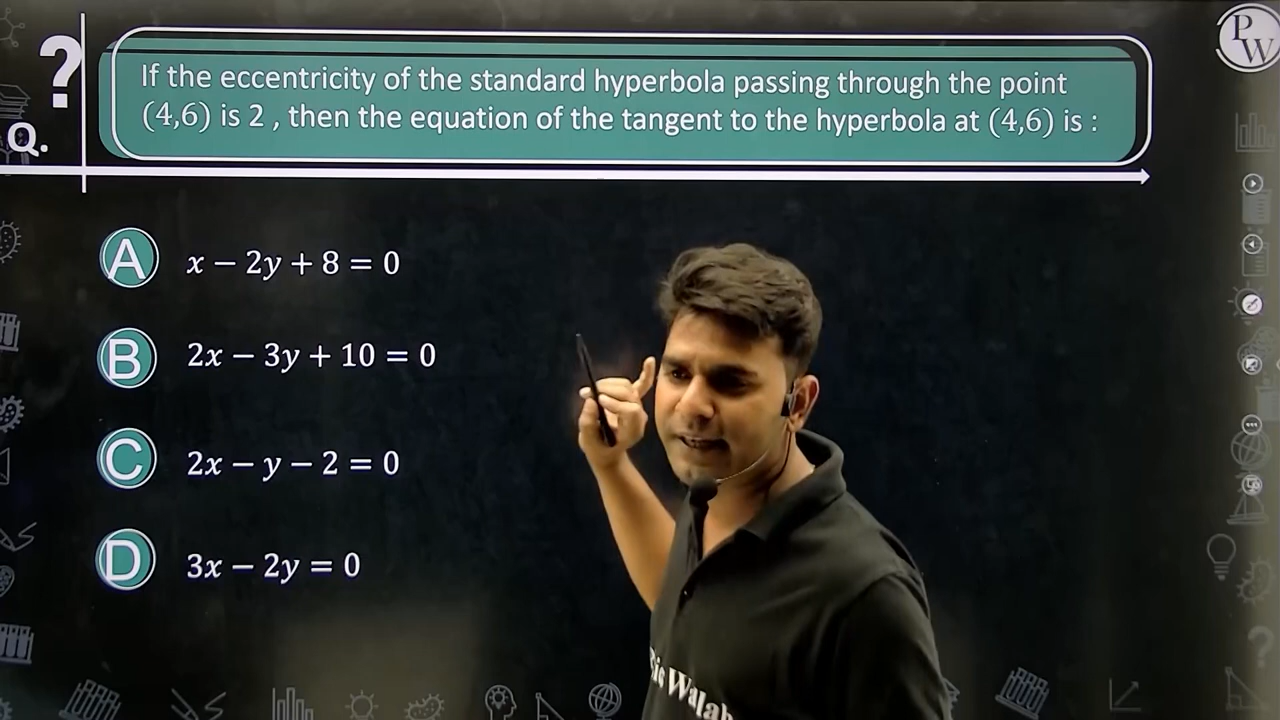 P
W
?
If the eccentricity of the standard hyperbola passing through the point
(4,6) is 2 , then the equation of the tangent to the hyperbola at (4,6) is :
Q.
A x − 2y + 8 = 0
B 2x − 3y + 10 = 0
C 2x − y − 2 = 0
D 3x − 2y = 0